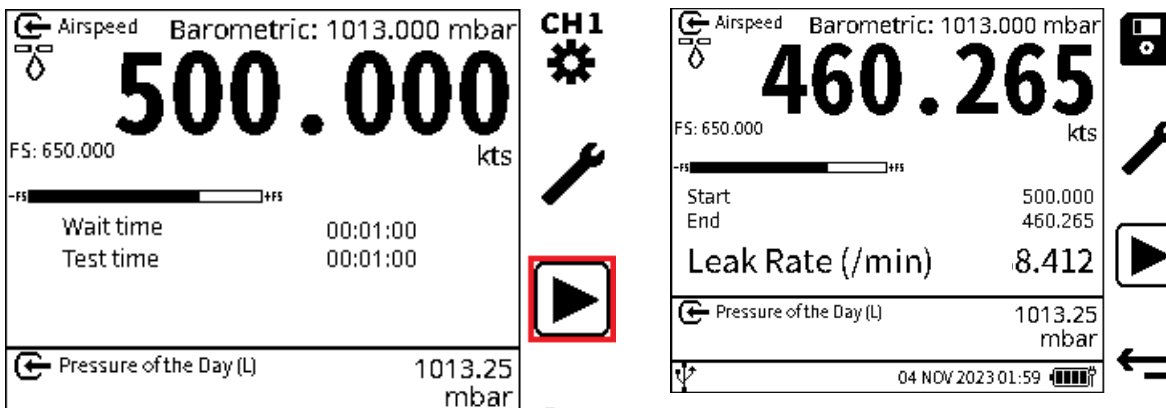 Airspeed Barometric: 1013.000 mbar
CH1
500.000
FS: 650.000
kts
-FS +FS
Wait time 00:01:00
Test time 00:01:00
Pressure of the Day (L)
1013.25
mbar
Airspeed Barometric: 1013.000 mbar
460.265
FS: 650.000
kts
-FS +FS
Start 500.000
End 460.265
Leak Rate (/min) 8.412
Pressure of the Day (L)
1013.25
mbar
04 NOV 2023 01:59